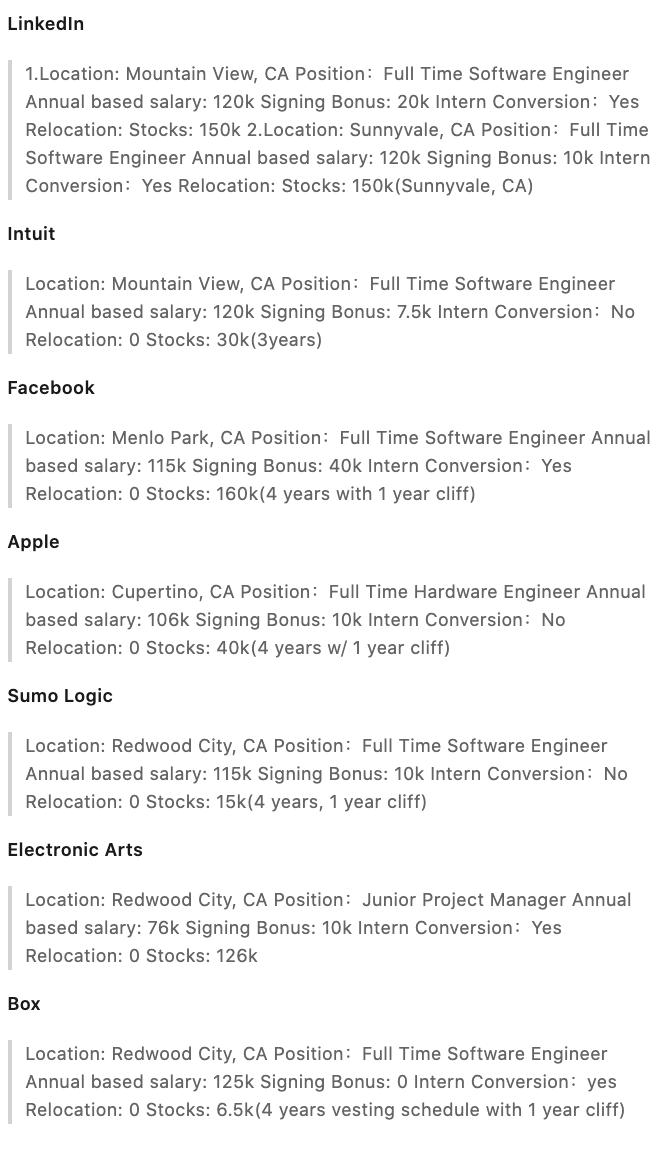 LinkedIn
1.Location: Mountain View, CA Position：Full Time Software Engineer
Annual based salary: 120k Signing Bonus: 20k Intern Conversion：Yes
Relocation: Stocks: 150k 2.Location: Sunnyvale, CA Position：Full Time
Software Engineer Annual based salary: 120k Signing Bonus: 10k Intern
Conversion：Yes Relocation: Stocks: 150k(Sunnyvale, CA)
Intuit
Location: Mountain View, CA Position：Full Time Software Engineer
Annual based salary: 120k Signing Bonus: 7.5k Intern Conversion：No
Relocation: 0 Stocks: 30k(3years)
Facebook
Location: Menlo Park, CA Position：Full Time Software Engineer Annual
based salary: 115k Signing Bonus: 40k Intern Conversion：Yes
Relocation: 0 Stocks: 160k(4 years with 1 year cliff)
Apple
Location: Cupertino, CA Position：Full Time Hardware Engineer Annual
based salary: 106k Signing Bonus: 10k Intern Conversion：No
Relocation: 0 Stocks: 40k(4 years w/ 1 year cliff)
Sumo Logic
Location: Redwood City, CA Position：Full Time Software Engineer
Annual based salary: 115k Signing Bonus: 10k Intern Conversion：No
Relocation: 0 Stocks: 15k(4 years, 1 year cliff)
Electronic Arts
Location: Redwood City, CA Position：Junior Project Manager Annual
based salary: 76k Signing Bonus: 10k Intern Conversion：Yes
Relocation: 0 Stocks: 126k
Box
Location: Redwood City, CA Position：Full Time Software Engineer
Annual based salary: 125k Signing Bonus: 0 Intern Conversion：yes
Relocation: 0 Stocks: 6.5k(4 years vesting schedule with 1 year cliff)